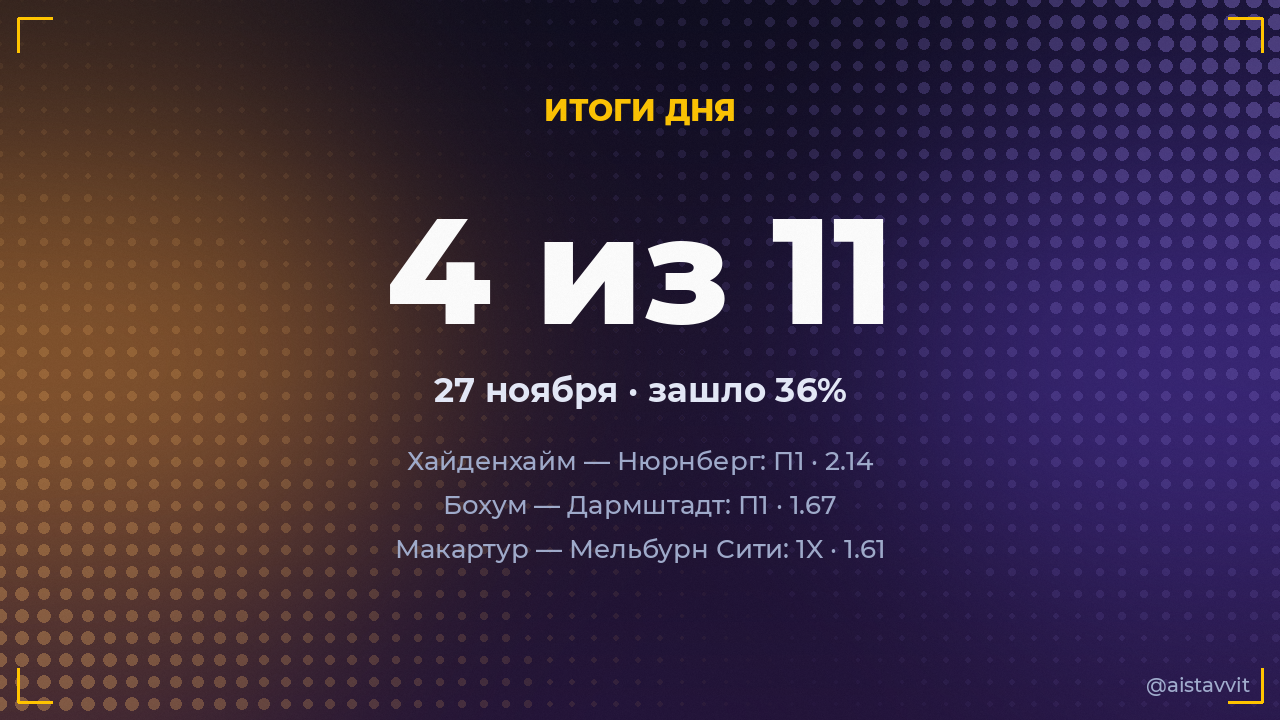 ИТОГИ ДНЯ
4 из 11
27 ноября · зашло 36%
Хайденхайм — Нюрнберг: П1 · 2.14
Бохум — Дармштадт: П1 · 1.67
Макартур — Мельбурн Сити: 1X · 1.61
@aistavvit